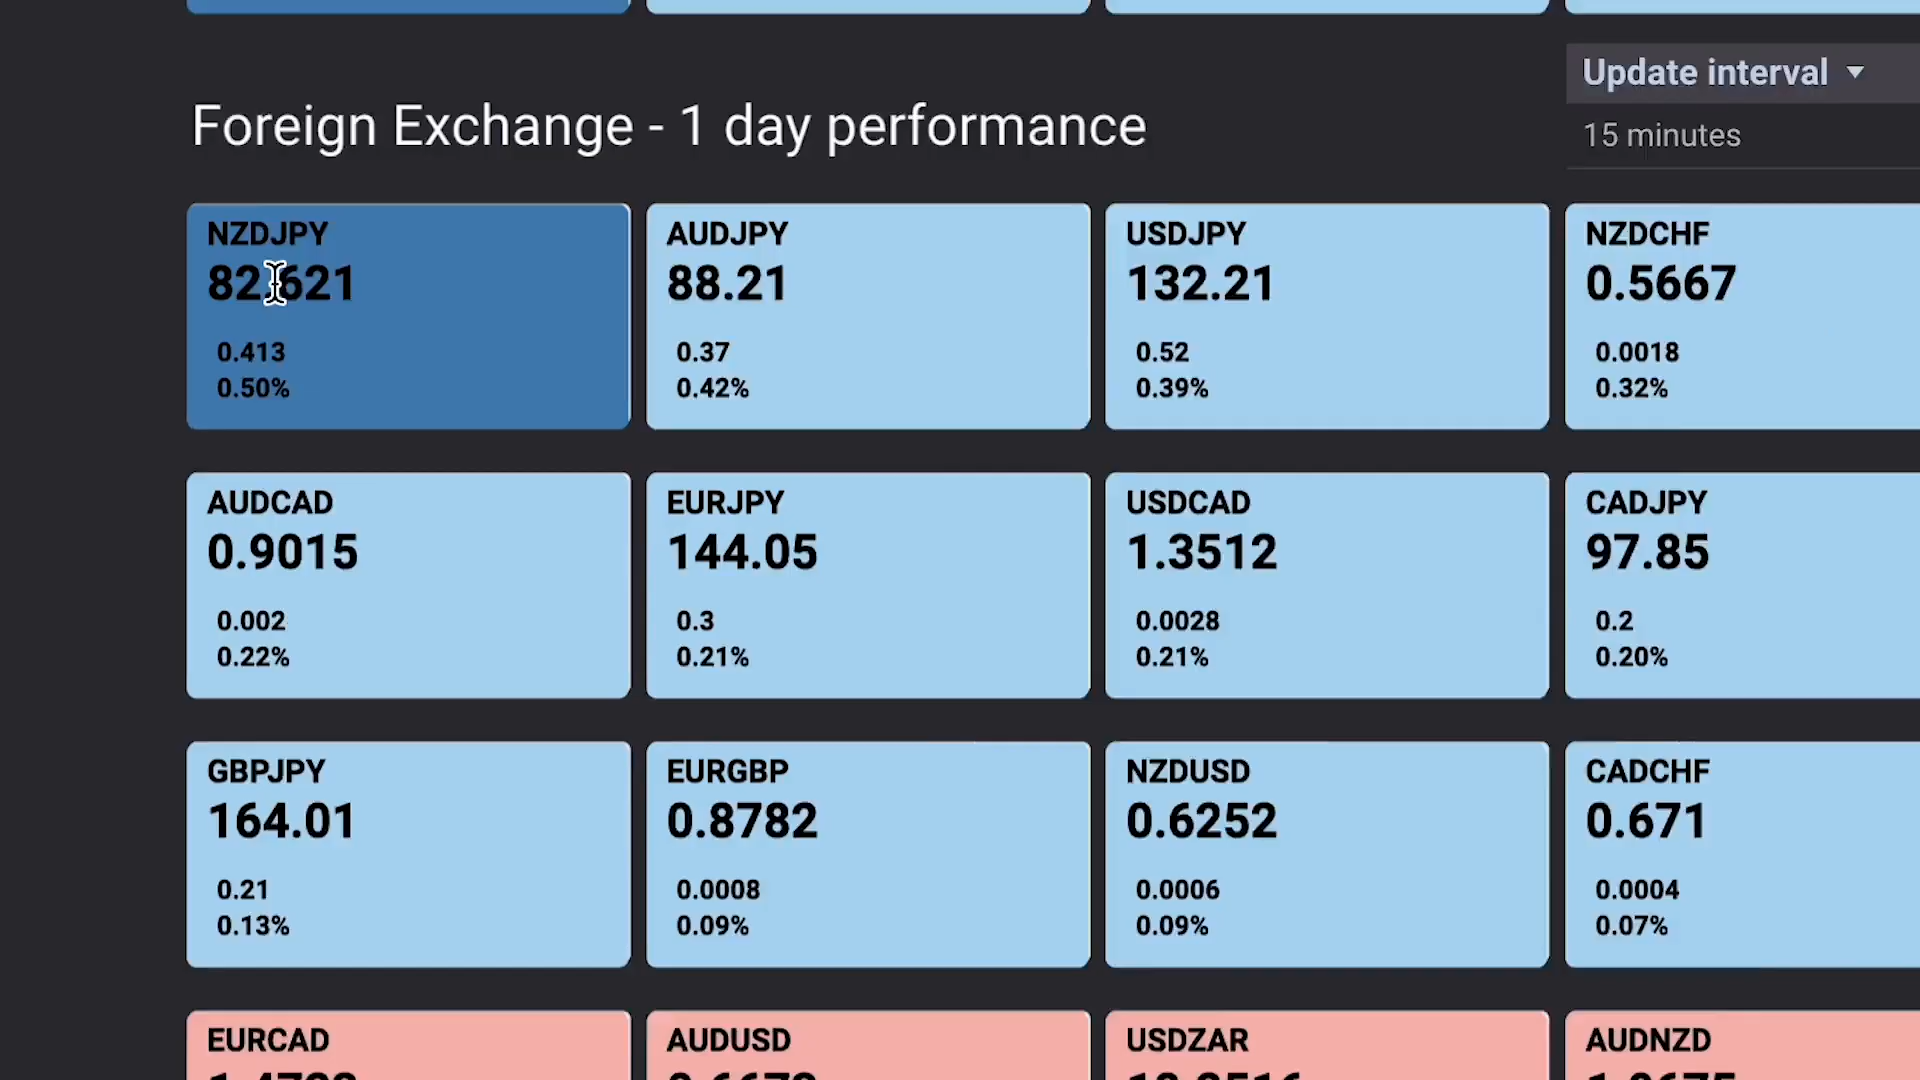 Update interval
15 minutes
Foreign Exchange - 1 day performance
NZDJPY
82.621
0.413
0.50%
AUDJPY
88.21
0.37
0.42%
USDJPY
132.21
0.52
0.39%
NZDCHF
0.5667
0.0018
0.32%
AUDCAD
0.9015
0.002
0.22%
EURJPY
144.05
0.3
0.21%
USDCAD
1.3512
0.0028
0.21%
CADJPY
97.85
0.2
0.20%
GBPJPY
164.01
0.21
0.13%
EURGBP
0.8782
0.0008
0.09%
NZDUSD
0.6252
0.0006
0.09%
CADCHF
0.671
0.0004
0.07%
EURCAD
AUDUSD
USDZAR
AUDNZD